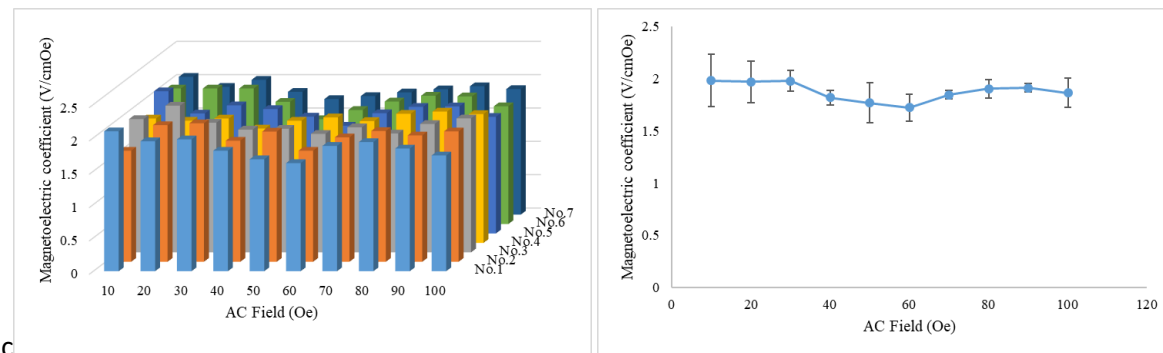 Magnetoelectric coefficient (V/cmOe)
2.5
2
1.5
1
0.5
0
10 20 30 40 50 60 70 80 90 100
AC Field (Oe)
No.7
No.6
No.5
No.4
No.3
No.2
No.1
Magnetoelectric coefficient (V/cmOe)
2.5
2
1.5
1
0.5
0
0 20 40 60 80 100 120
AC Field (Oe)
C